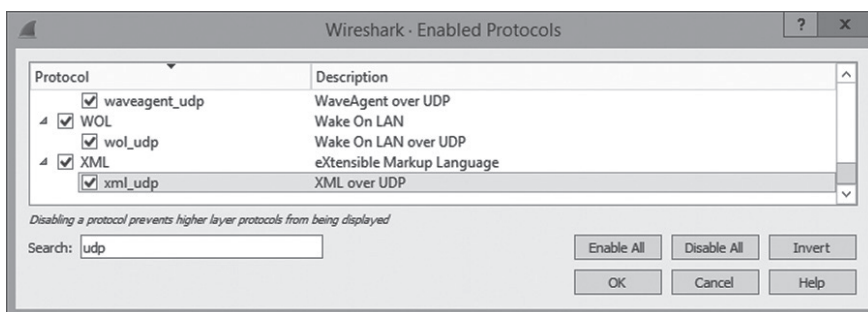 Wireshark · Enabled Protocols
? x
Protocol Description
waveagent_udp WaveAgent over UDP
WOL Wake On LAN
wol_udp Wake On LAN over UDP
XML eXtensible Markup Language
xml_udp XML over UDP
Disabling a protocol prevents higher layer protocols from being displayed
Search: udp
Enable All Disable All Invert
OK Cancel Help